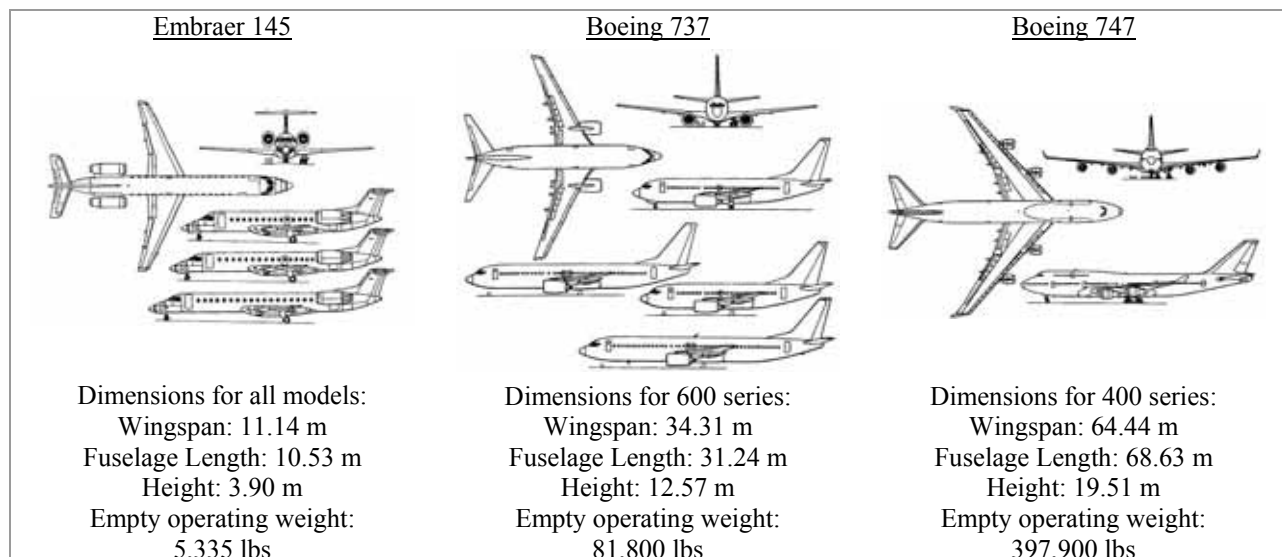 Embraer 145
Boeing 737
Boeing 747
Dimensions for all models:
Wingspan: 11.14 m
Fuselage Length: 10.53 m
Height: 3.90 m
Empty operating weight:
5,335 lbs
Dimensions for 600 series:
Wingspan: 34.31 m
Fuselage Length: 31.24 m
Height: 12.57 m
Empty operating weight:
81,800 lbs
Dimensions for 400 series:
Wingspan: 64.44 m
Fuselage Length: 68.63 m
Height: 19.51 m
Empty operating weight:
397,900 lbs